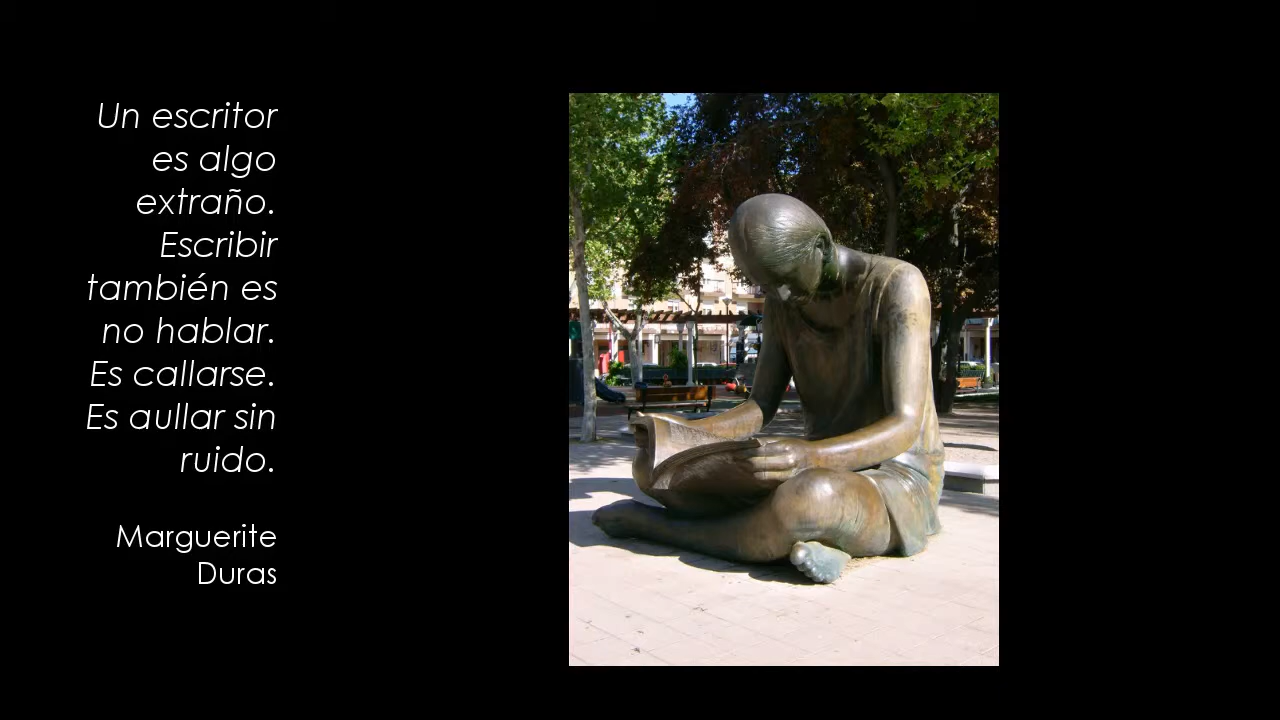 Un escritor
es algo
extraño.
Escribir
también es
no hablar.
Es callarse.
Es aullar sin
ruido.
Marguerite
Duras